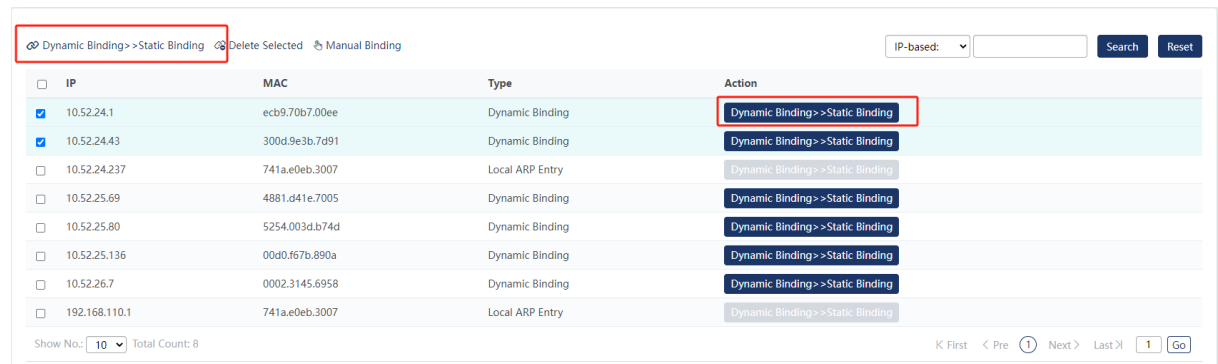 Dynamic Binding>>Static Binding Delete Selected Manual Binding IP-based: Search Reset
IP MAC Type Action
10.52.24.1 ecb9.70b7.00ee Dynamic Binding Dynamic Binding>>Static Binding
10.52.24.43 300d.9e3b.7d91 Dynamic Binding Dynamic Binding>>Static Binding
10.52.24.237 741a.e0eb.3007 Local ARP Entry Dynamic Binding>>Static Binding
10.52.25.69 4881.d41e.7005 Dynamic Binding Dynamic Binding>>Static Binding
10.52.25.80 5254.003d.b74d Dynamic Binding Dynamic Binding>>Static Binding
10.52.25.136 00d0.f67b.890a Dynamic Binding Dynamic Binding>>Static Binding
10.52.26.7 0002.3145.6958 Dynamic Binding Dynamic Binding>>Static Binding
192.168.110.1 741a.e0eb.3007 Local ARP Entry Dynamic Binding>>Static Binding
Show No.: 10 Total Count: 8 First Pre 1 Next Last 1 Go